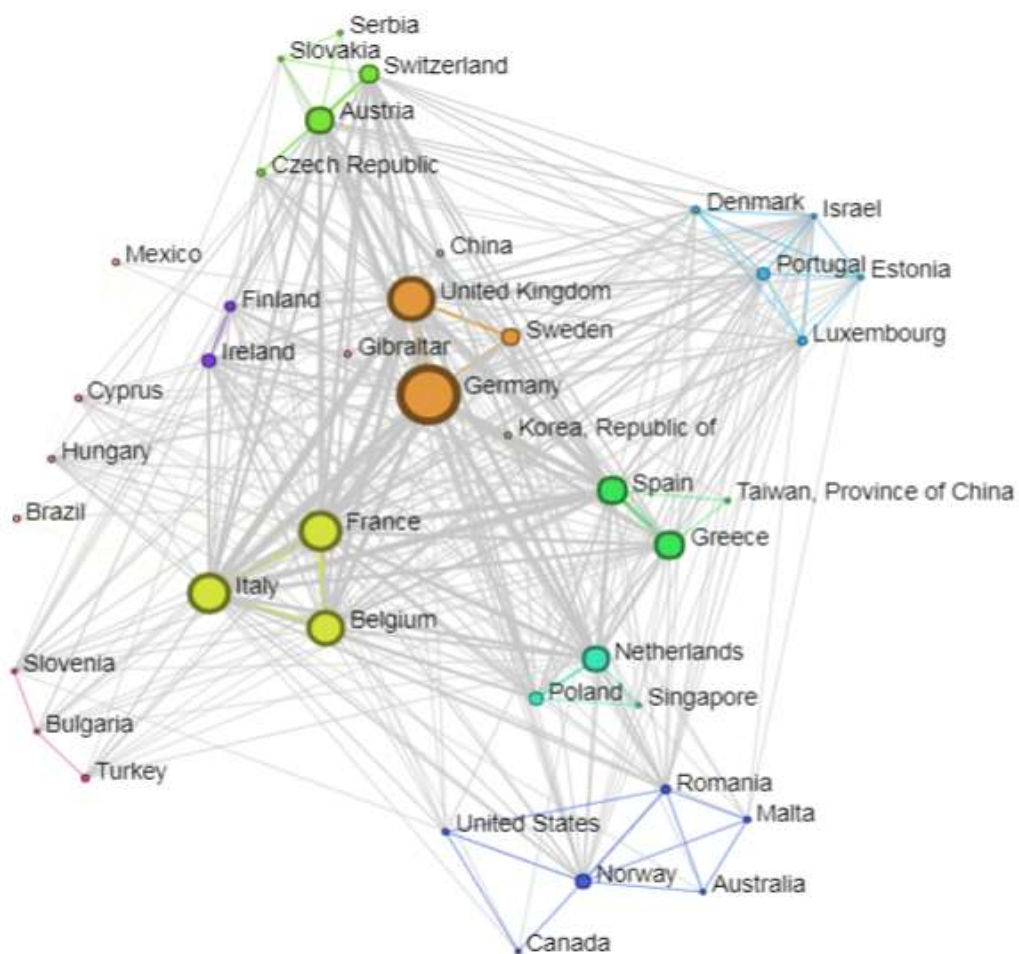 Serbia
Slovakia
Switzerland
Austria
Czech Republic
Denmark
Israel
China
Mexico
Portugal
Estonia
United Kingdom
Finland
Sweden
Luxembourg
Gibraltar
Ireland
Germany
Cyprus
Korea, Republic of
Hungary
Spain
Taiwan, Province of China
Brazil
France
Greece
Italy
Belgium
Netherlands
Slovenia
Poland
Singapore
Bulgaria
Turkey
Romania
Malta
United States
Norway
Australia
Canada